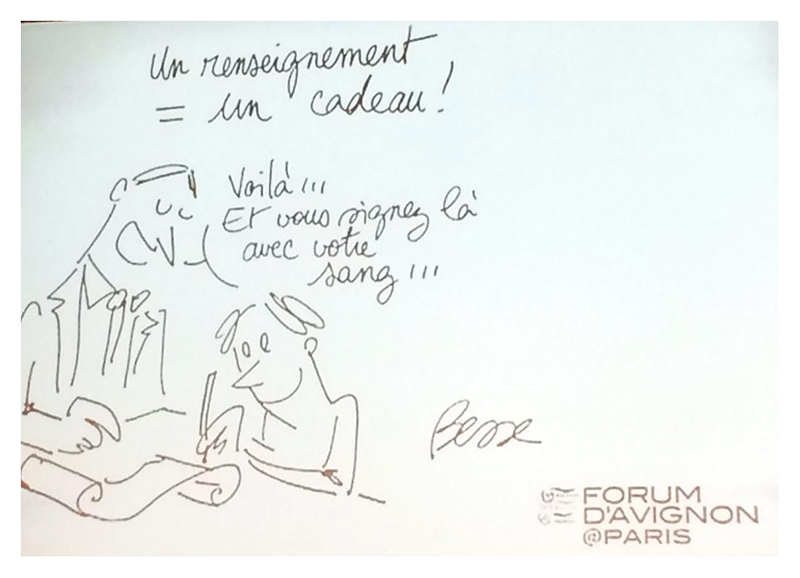 Un renseignement
= un cadeau !
Voilà !!!
Et vous signez là
avec votre
sang !!!
Besse
FORUM
D'AVIGNON
@PARIS